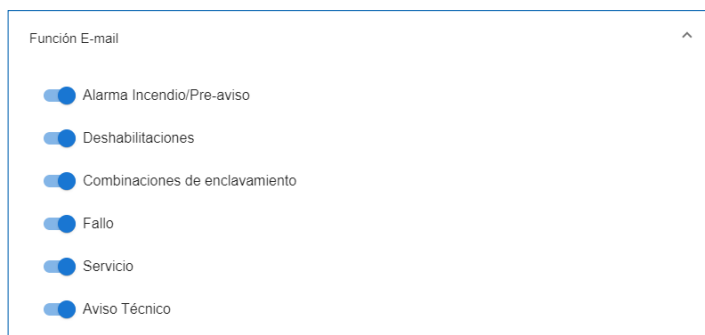 Función E-mail
Alarma Incendio/Pre-aviso
Deshabilitaciones
Combinaciones de enclavamiento
Fallo
Servicio
Aviso Técnico